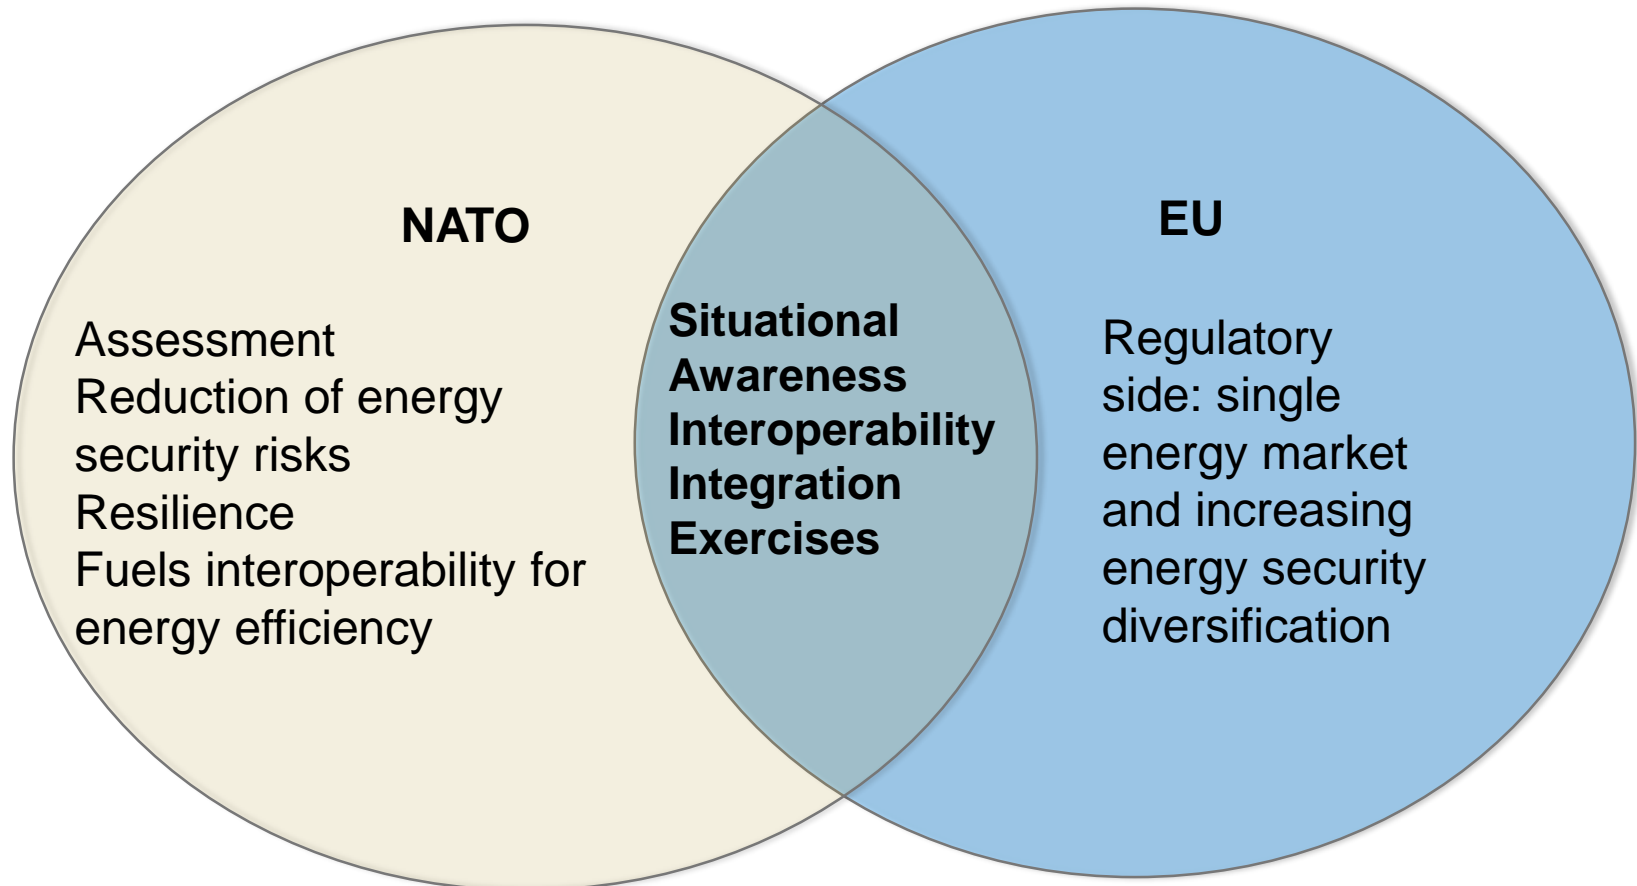 NATO
Assessment
Reduction of energy
security risks
Resilience
Fuels interoperability for
energy efficiency
Situational
Awareness
Interoperability
Integration
Exercises
EU
Regulatory
side: single
energy market
and increasing
energy security
diversification